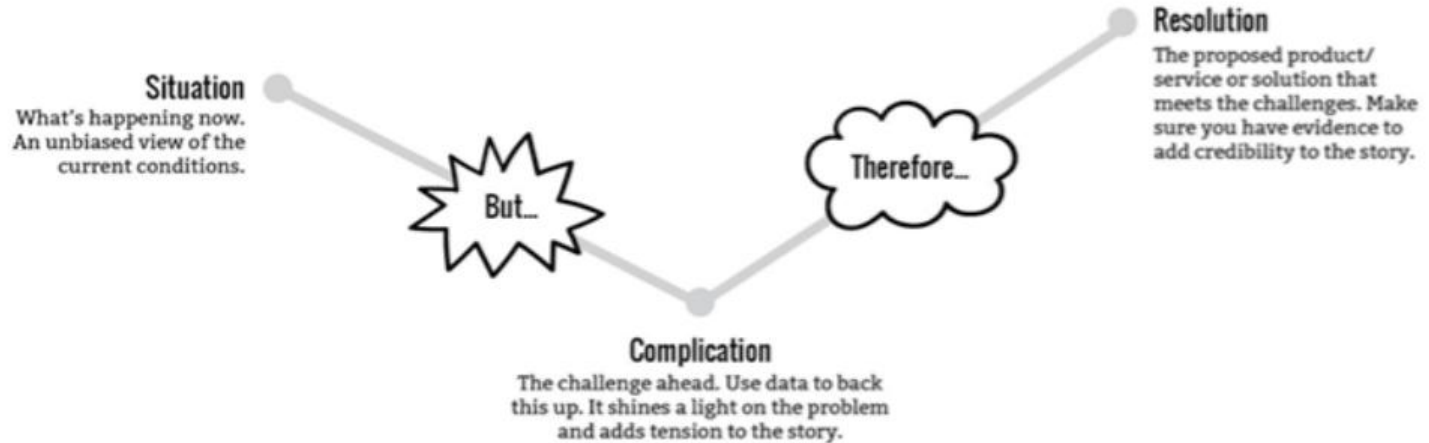 Situation
What's happening now.
An unbiased view of the
current conditions.
But...
Complication
The challenge ahead. Use data to back
this up. It shines a light on the problem
and adds tension to the story.
Therefore...
Resolution
The proposed product/
service or solution that
meets the challenges. Make
sure you have evidence to
add credibility to the story.